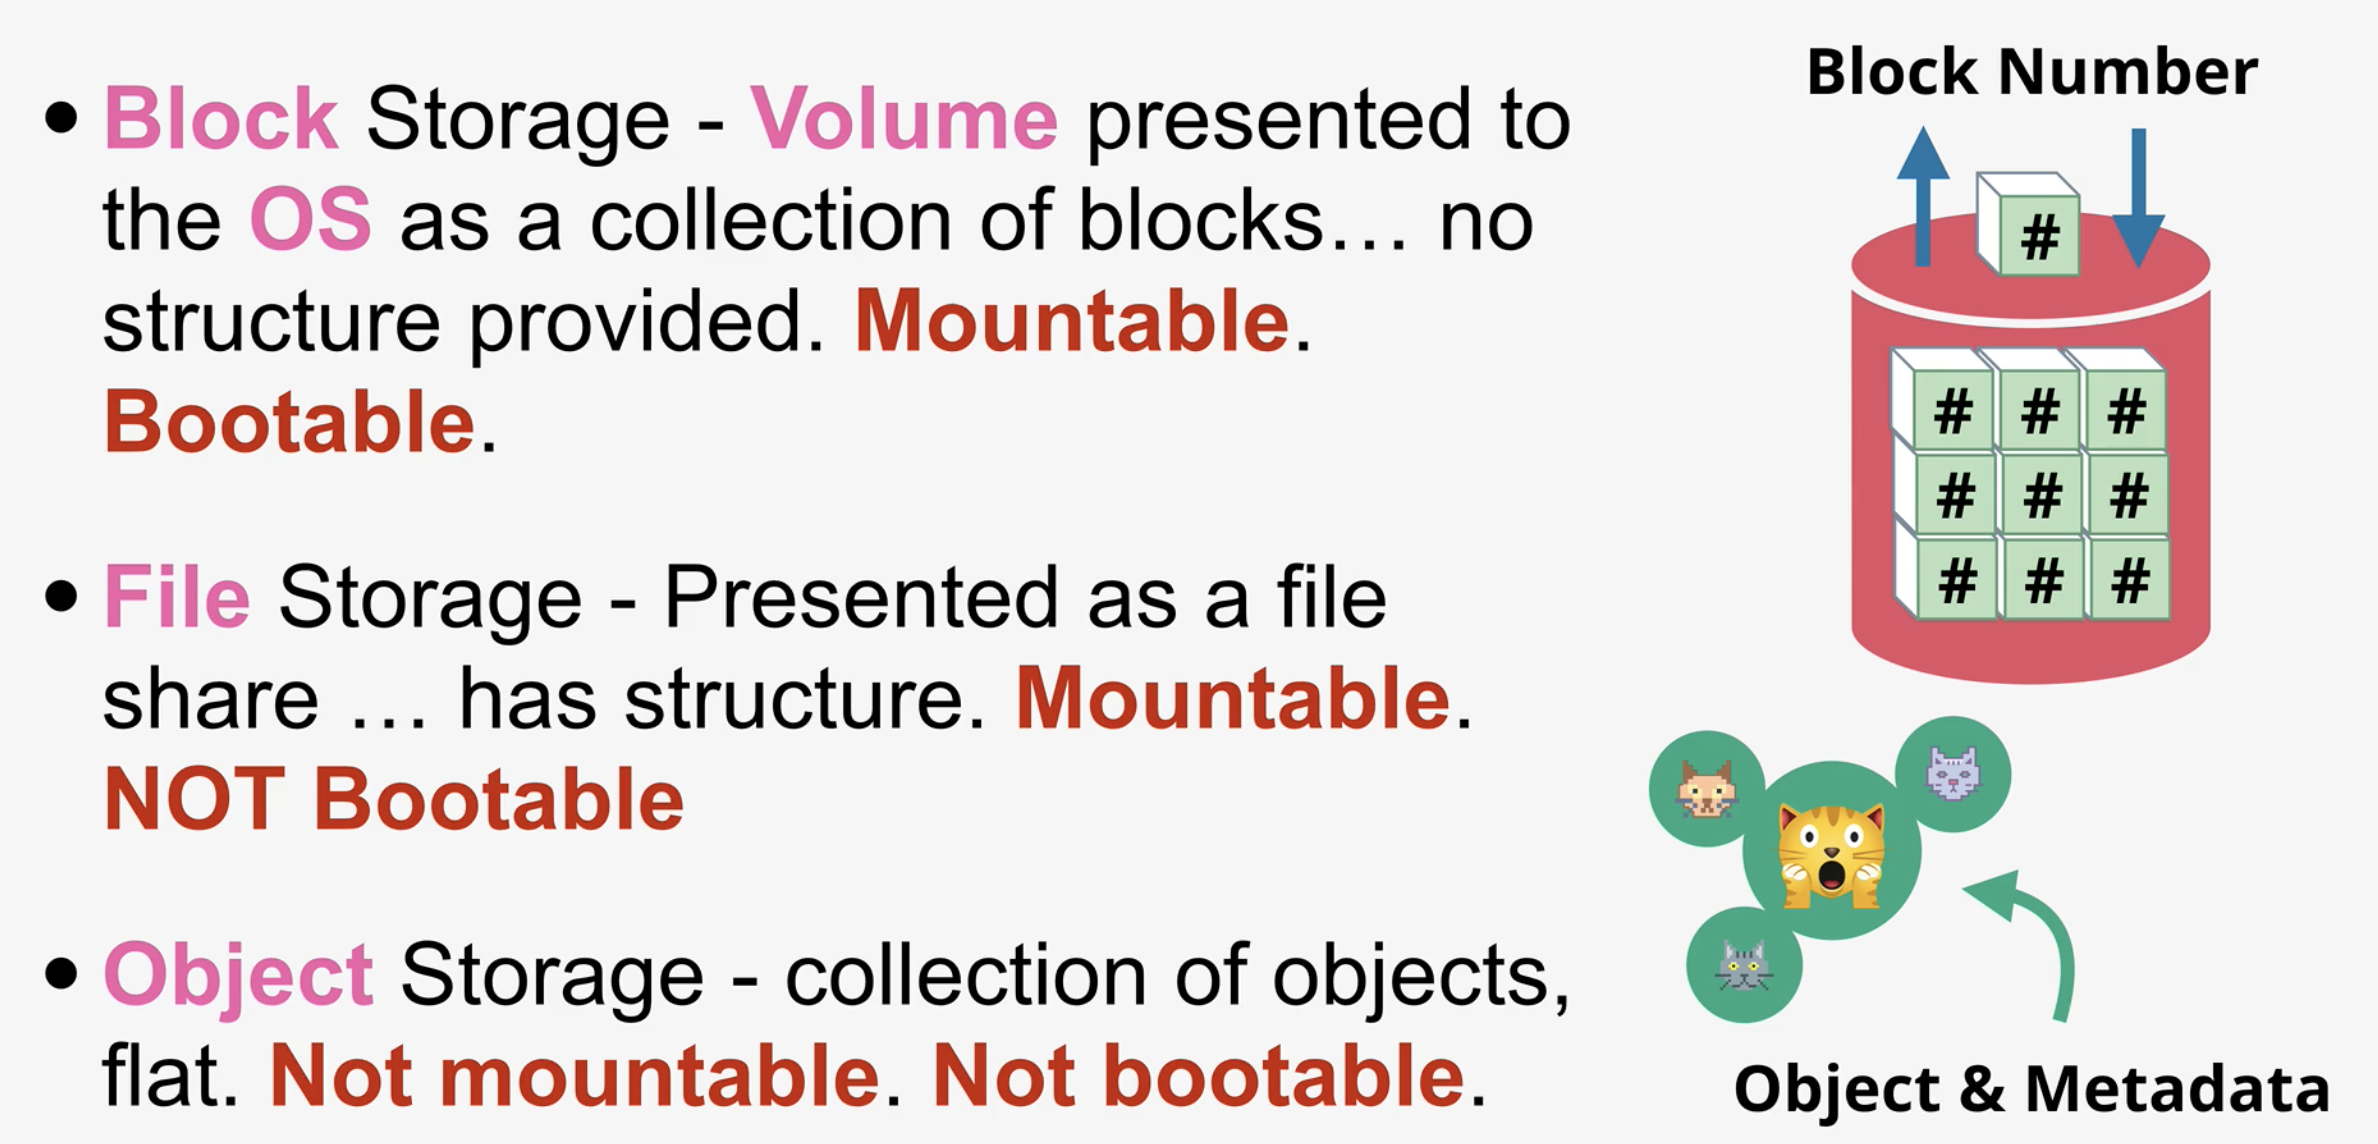 • Block Storage - Volume presented to
the OS as a collection of blocks… no
structure provided. Mountable.
Bootable.
• File Storage - Presented as a file
share … has structure. Mountable.
NOT Bootable
• Object Storage - collection of objects,
flat. Not mountable. Not bootable.
Block Number
#
# # #
# # #
# # #
Object & Metadata